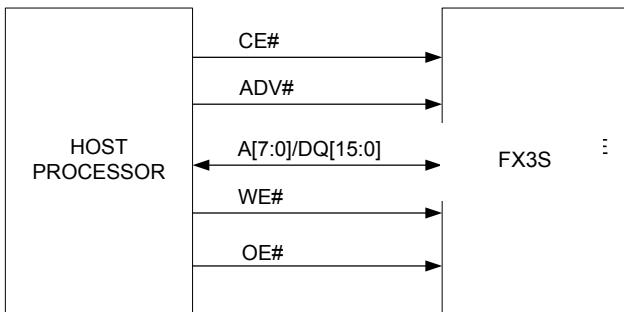 CE#
ADV#
HOST
PROCESSOR
A[7:0]/DQ[15:0]
FX3S
WE#
OE#